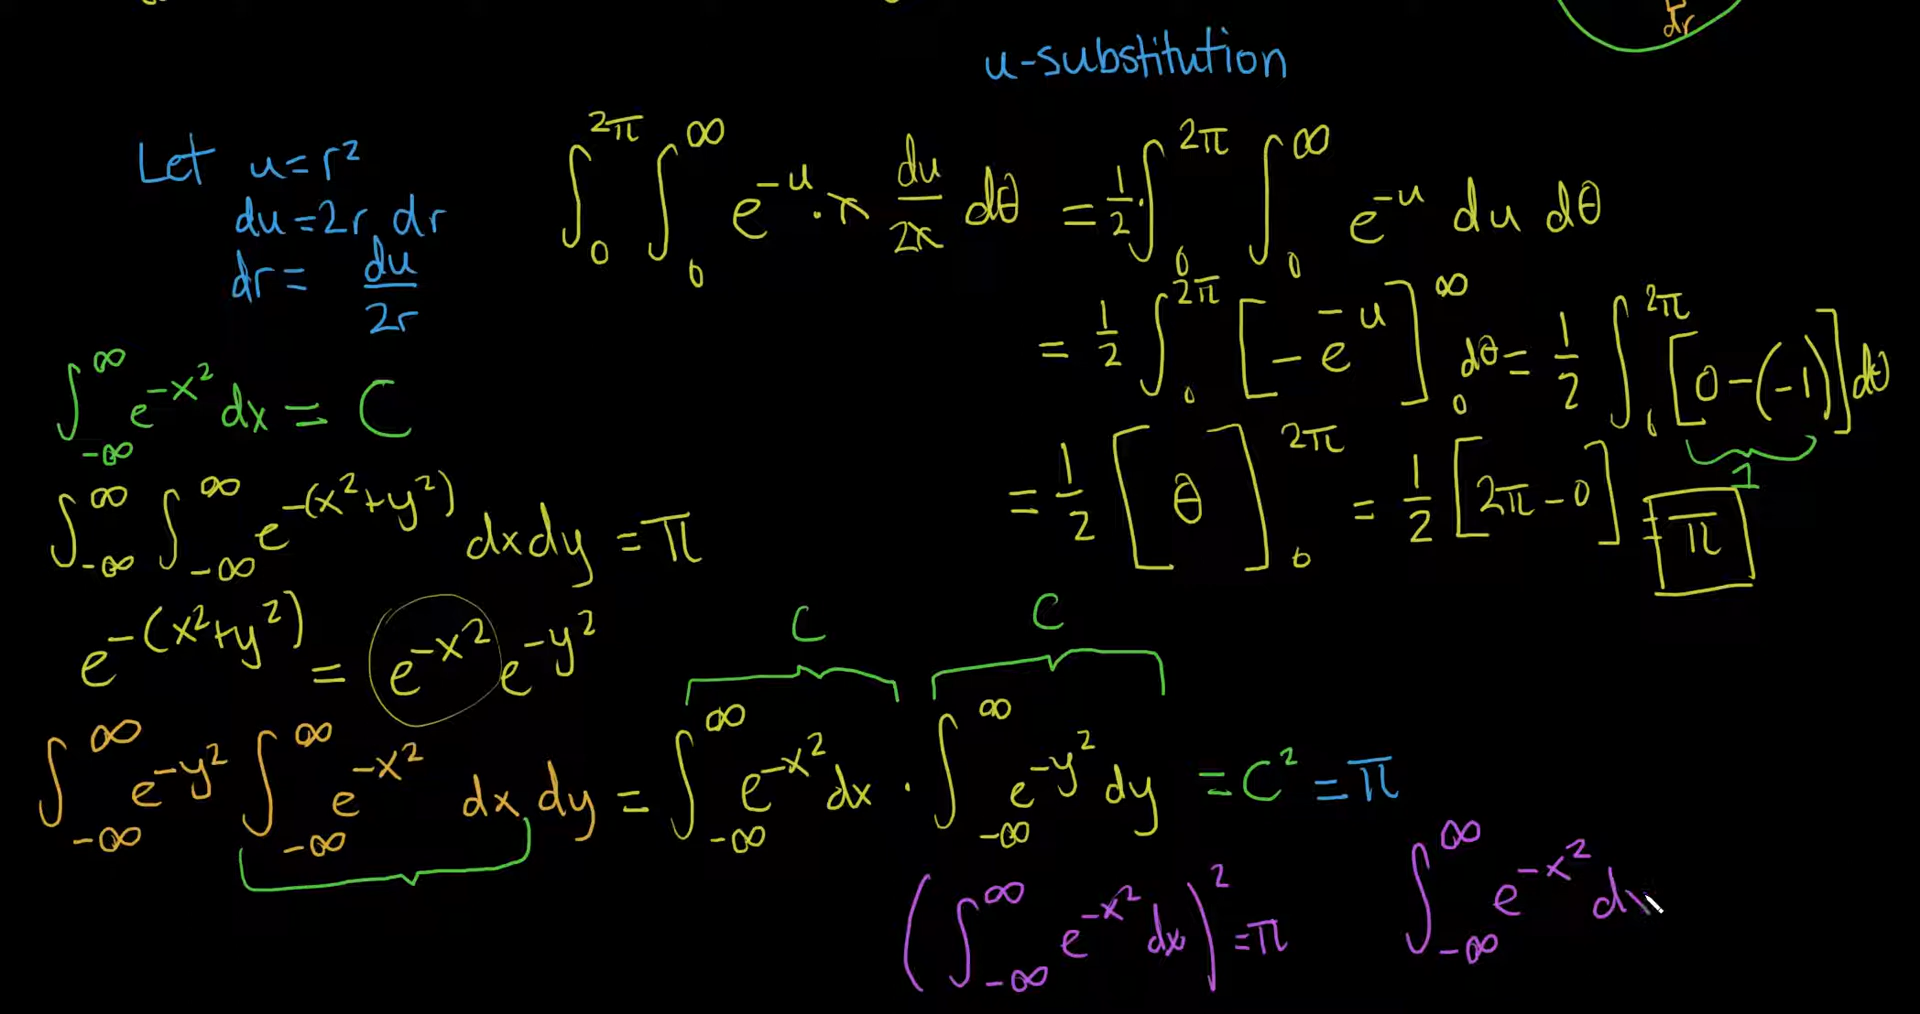 dr
u-substitution
Let u = r²
du = 2r dr
dr = du/2r
∫₀^2π ∫₀^∞ e^-u · r du/2r dθ = 1/2 · ∫₀^2π ∫₀^∞ e^-u du dθ
= 1/2 ∫₀^2π [-e^-u]₀^∞ dθ = 1/2 ∫₀^2π [0-(-1)] dθ
1
= 1/2 [θ]₀^2π = 1/2 [2π-0] = π
∫_-∞^∞ e^-x² dx = C
∫_-∞^∞ ∫_-∞^∞ e^-(x²+y²) dx dy = π
e^-(x²+y²) = e^-x² e^-y²
C C
∫_-∞^∞ e^-y² ∫_-∞^∞ e^-x² dx dy = ∫_-∞^∞ e^-x² dx · ∫_-∞^∞ e^-y² dy = C² = π
(∫_-∞^∞ e^-x² dx)² = π ∫_-∞^∞ e^-x² dx